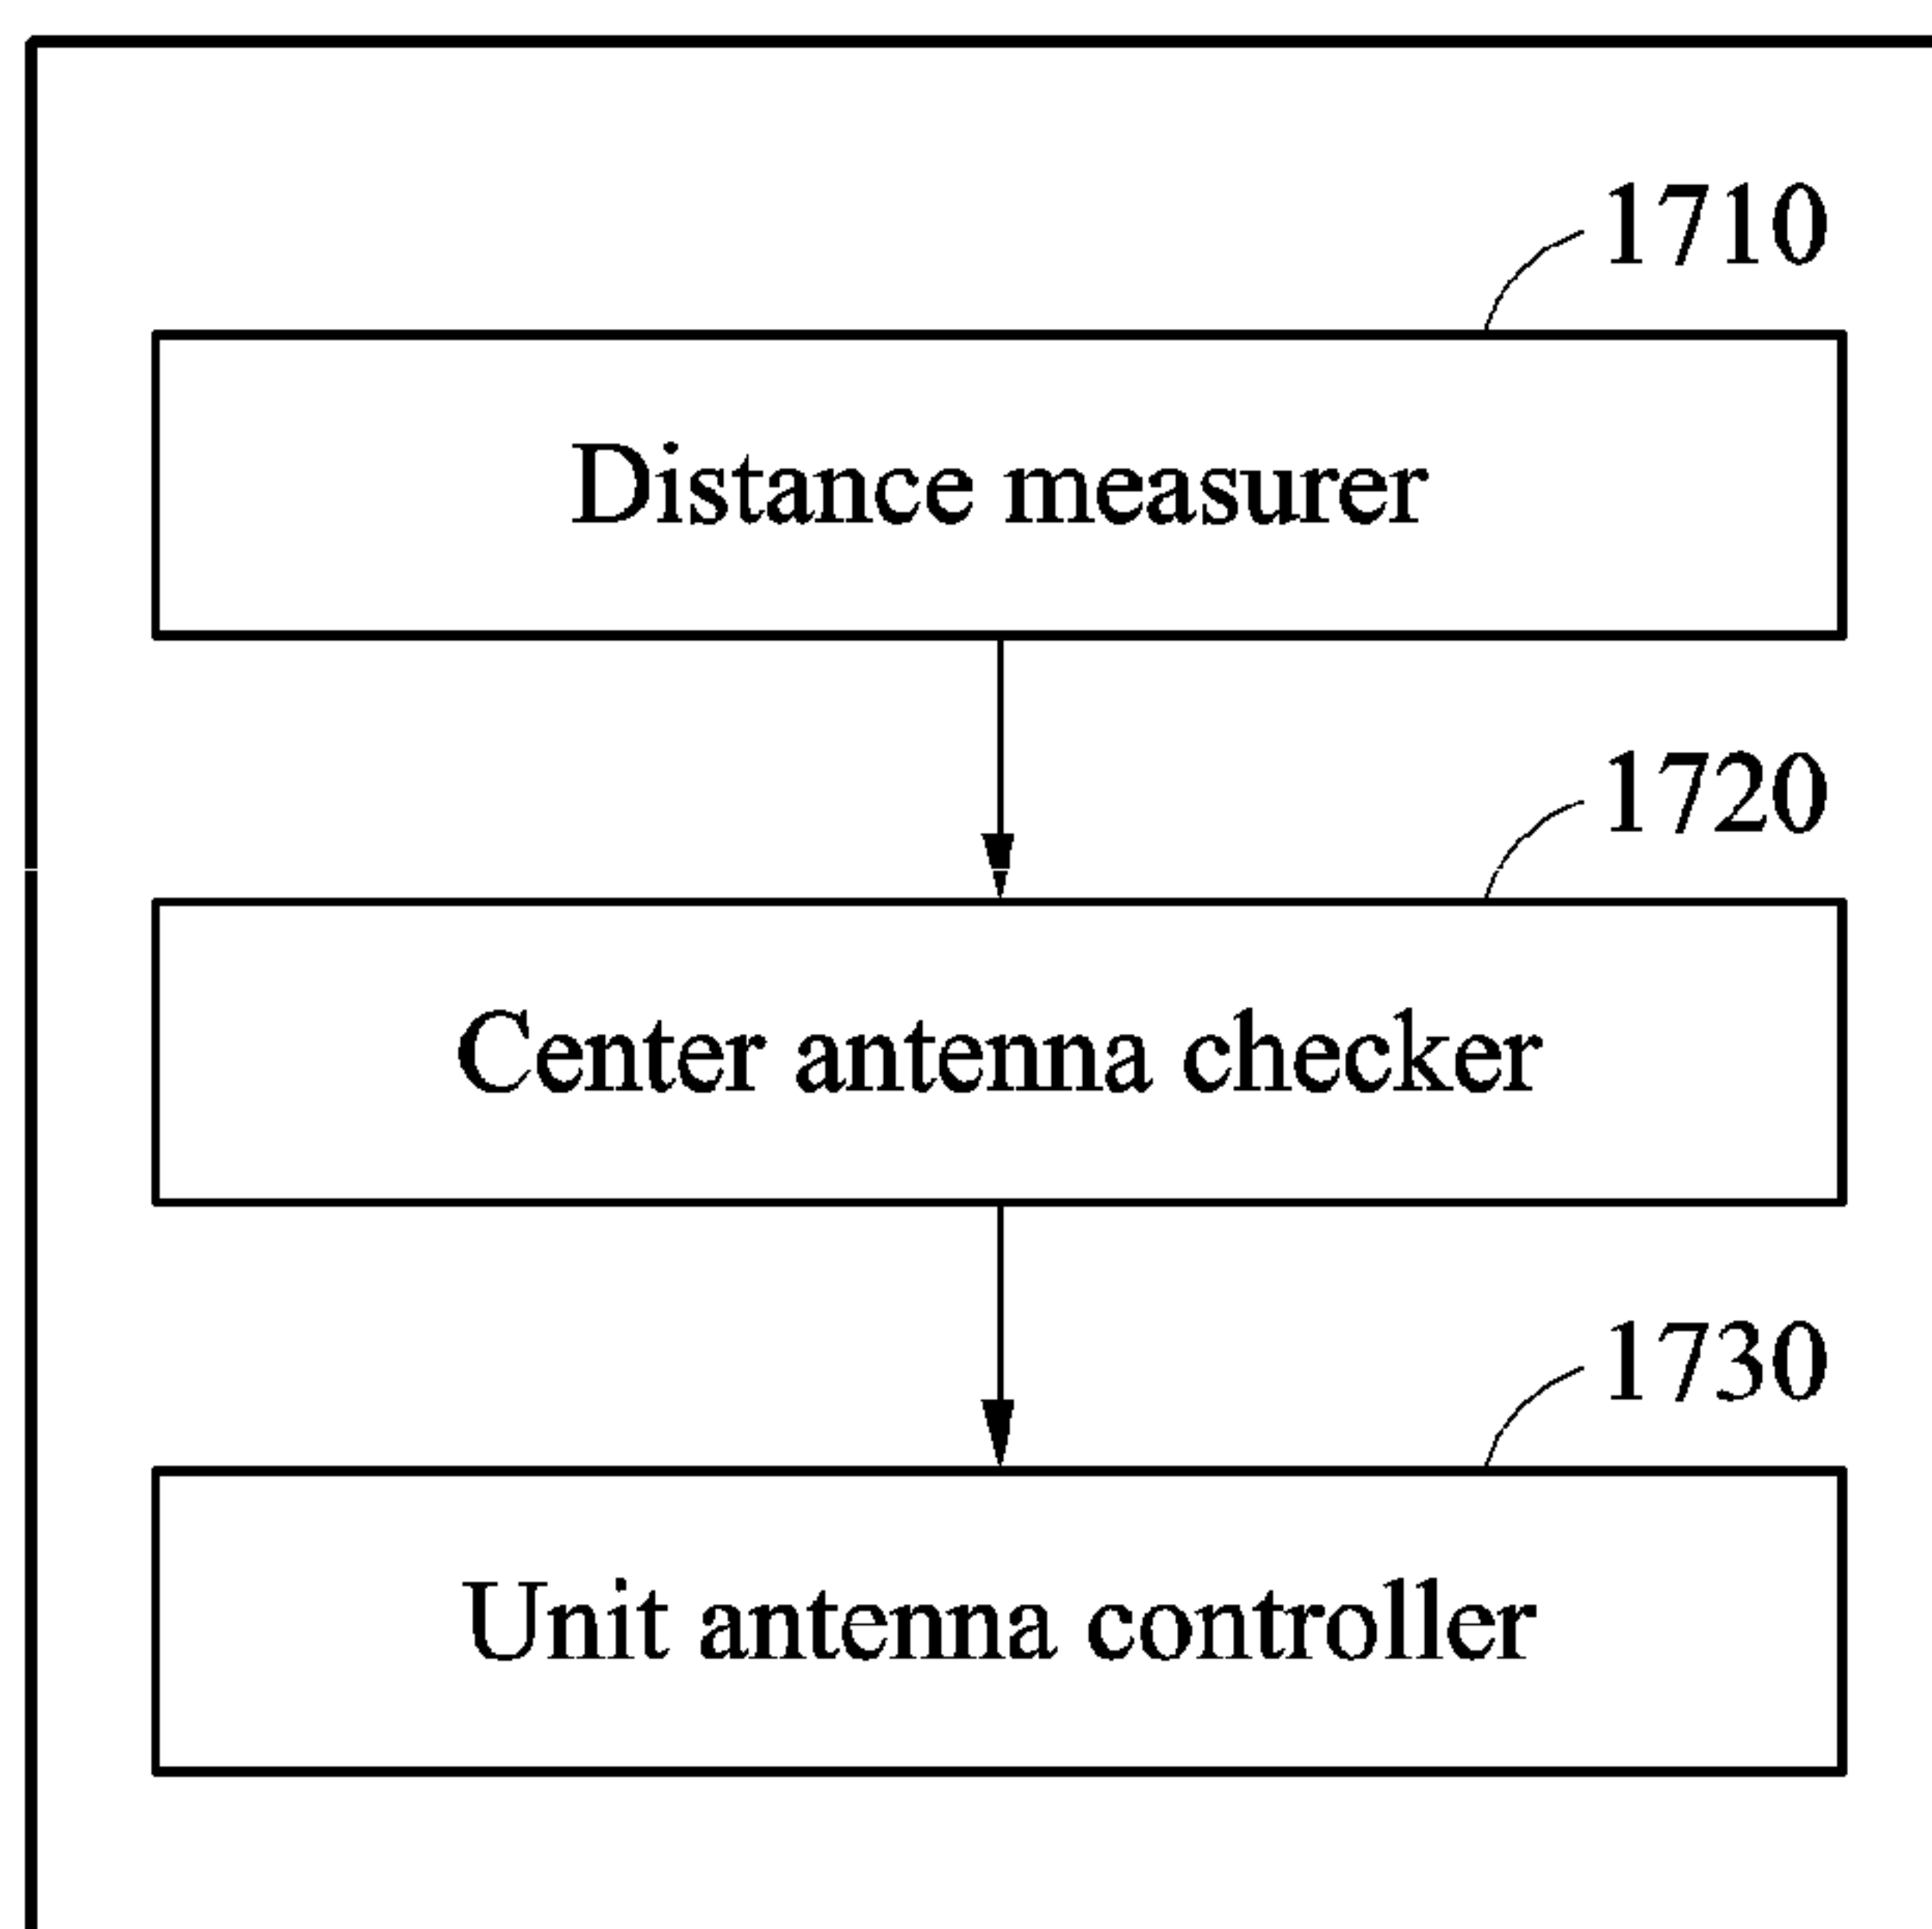 1710
Distance measurer
1720
Center antenna checker
1730
Unit antenna controller